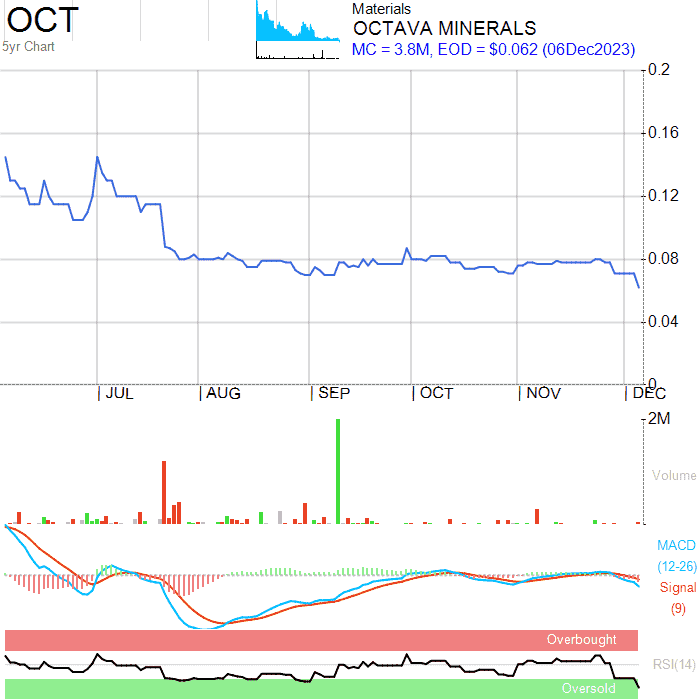 OCT
5yr Chart
Materials
OCTAVA MINERALS
MC = 3.8M, EOD = $0.062 (06Dec2023)
0.2
0.16
0.12
0.08
0.04
0
JUL AUG SEP OCT NOV DEC
2M
Volume
MACD
(12-26)
Signal
(9)
Overbought
RSI(14)
Oversold